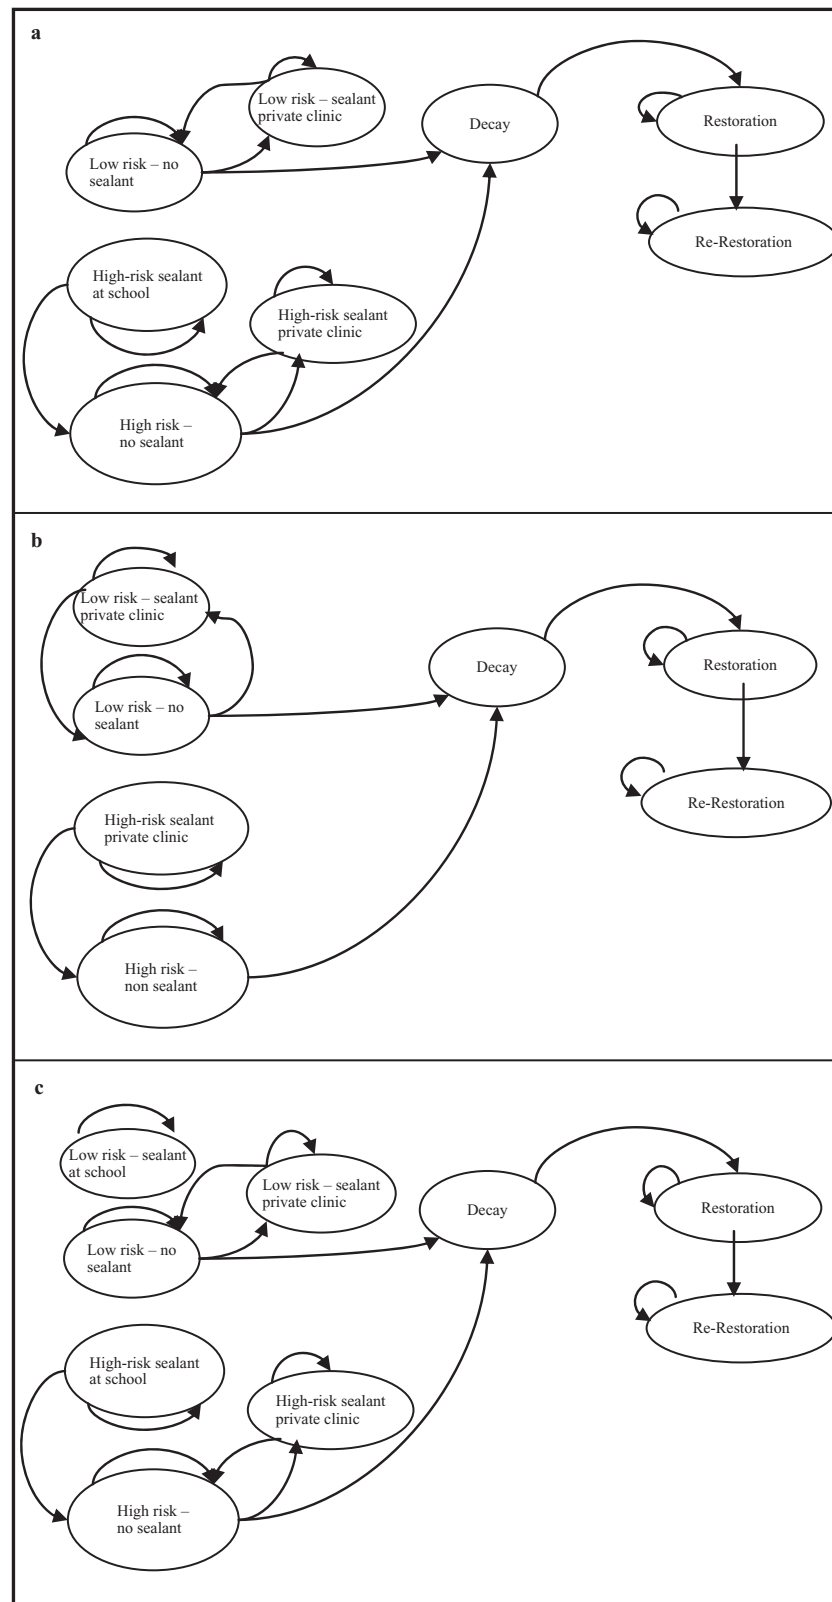 a
Low risk – sealant
private clinic
Decay
Restoration
Low risk – no
sealant
Re-Restoration
High-risk sealant
at school
High-risk sealant
private clinic
High risk –
no sealant
b
Low risk – sealant
private clinic
Decay
Restoration
Low risk – no
sealant
Re-Restoration
High-risk sealant
private clinic
High risk –
non sealant
c
Low risk – sealant
at school
Low risk – sealant
private clinic
Decay
Restoration
Low risk – no
sealant
Re-Restoration
High-risk sealant
at school
High-risk sealant
private clinic
High risk –
no sealant